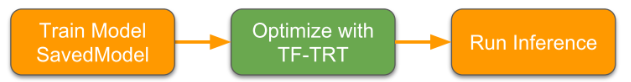 Train Model
SavedModel
Optimize with
TF-TRT
Run Inference